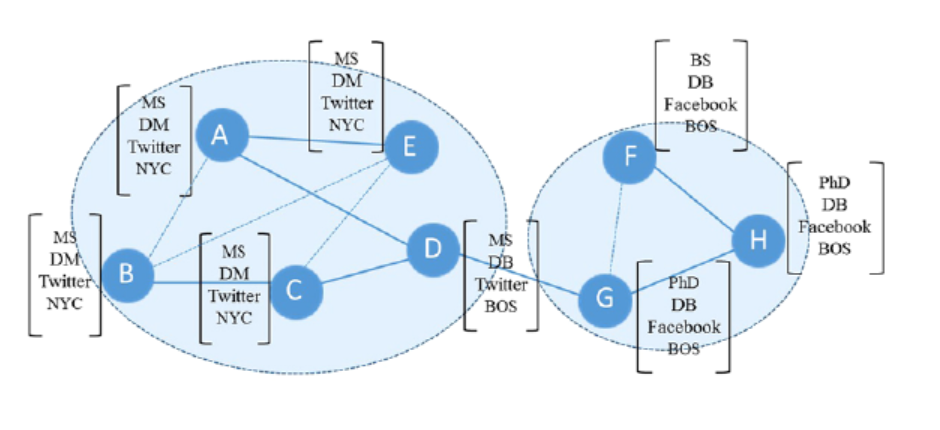 MS
DM
Twitter
NYC
E
MS
DM
Twitter
NYC
A
MS
DM
Twitter
NYC
B
MS
DM
Twitter
NYC
C
MS
DB
Twitter
BOS
D
BS
DB
Facebook
BOS
F
PhD
DB
Facebook
BOS
H
PhD
DB
Facebook
BOS
G